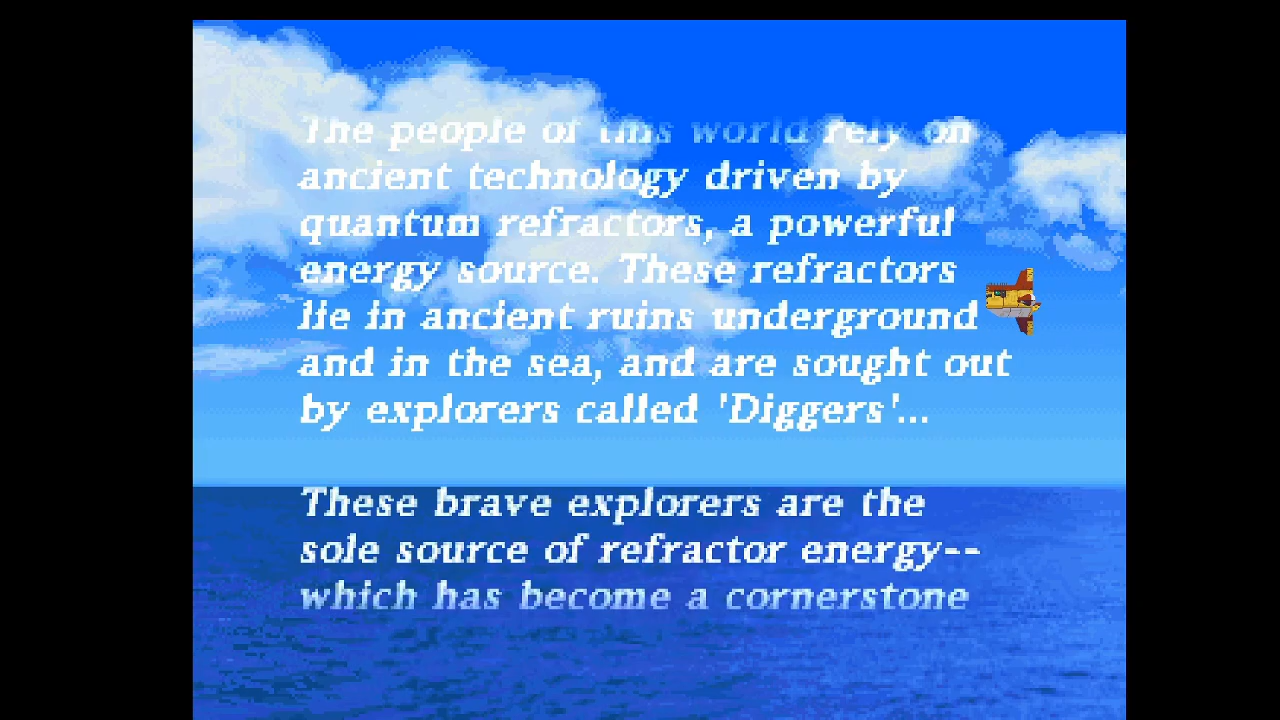 The people of this world rely on
ancient technology driven by
quantum refractors, a powerful
energy source. These refractors
lie in ancient ruins underground
and in the sea, and are sought out
by explorers called 'Diggers'...
These brave explorers are the
sole source of refractor energy--
which has become a cornerstone